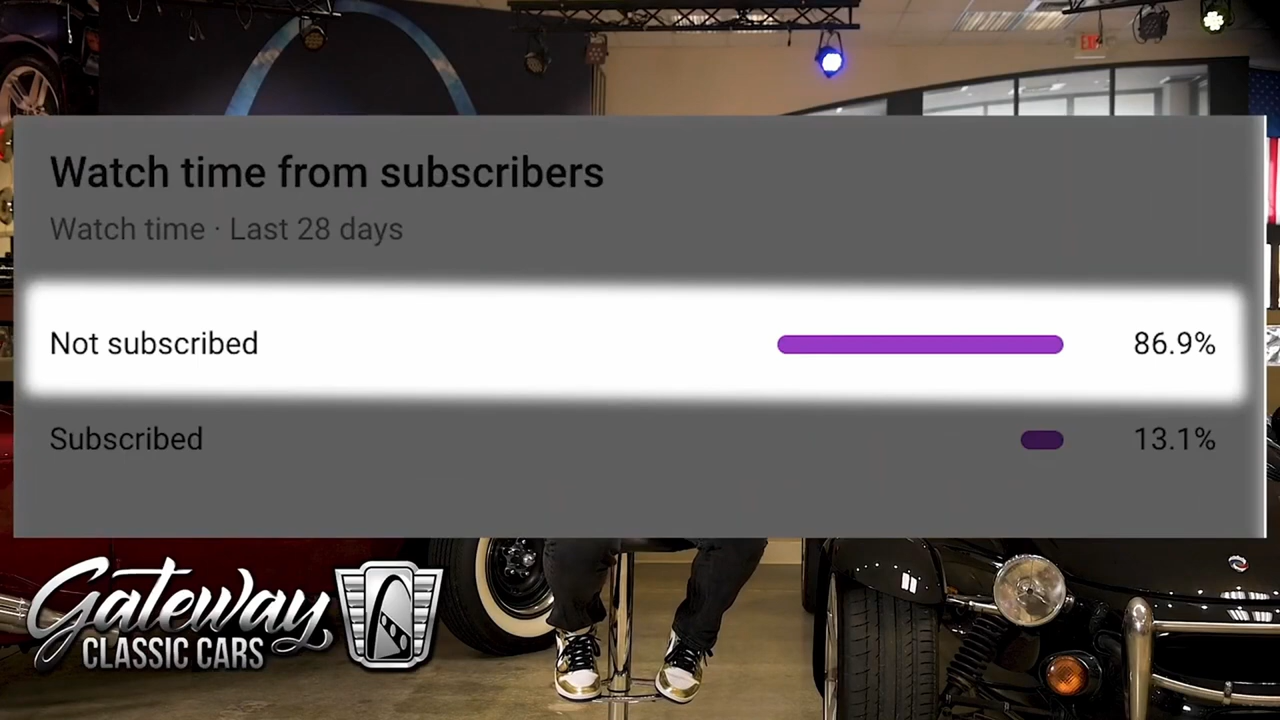 Watch time from subscribers
Watch time · Last 28 days
Not subscribed 86.9%
Subscribed 13.1%
Gateway
CLASSIC CARS